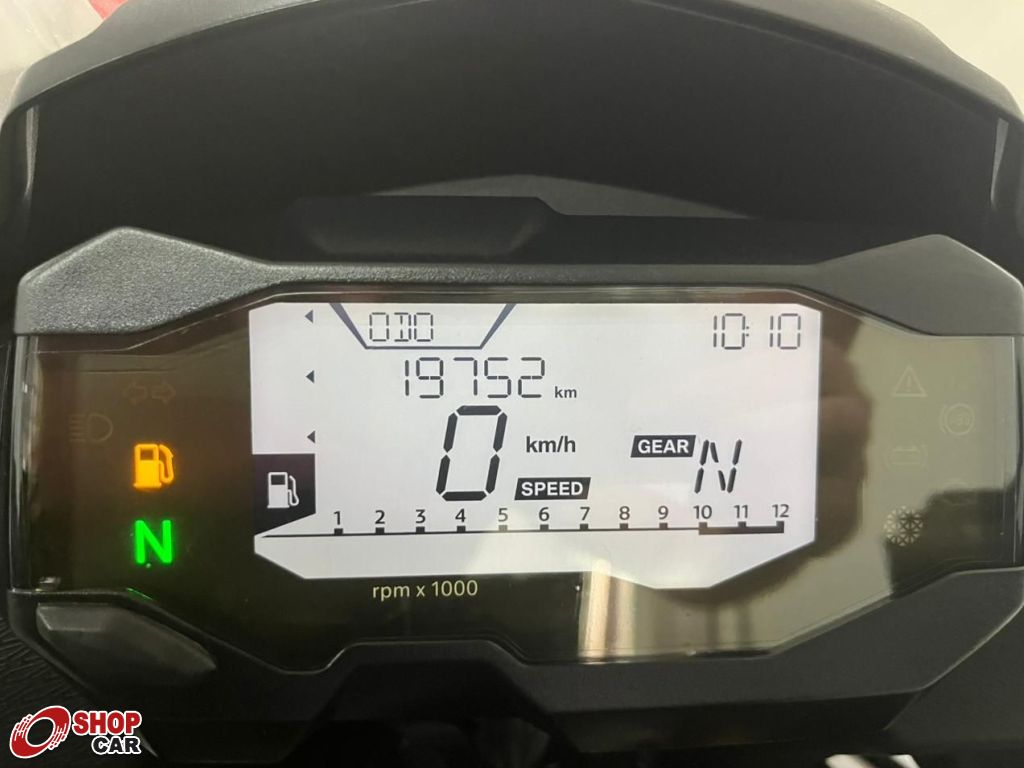 ODO
10:10
19752 km
0 km/h
GEAR N
SPEED
N
1 2 3 4 5 6 7 8 9 10 11 12
rpm x 1000
SHOP
CAR